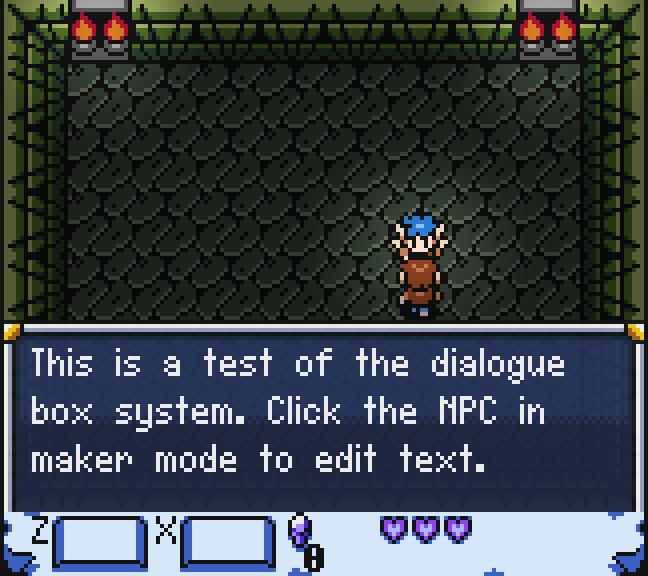 This is a test of the dialogue
box system. Click the NPC in
maker mode to edit text.
Z X
0